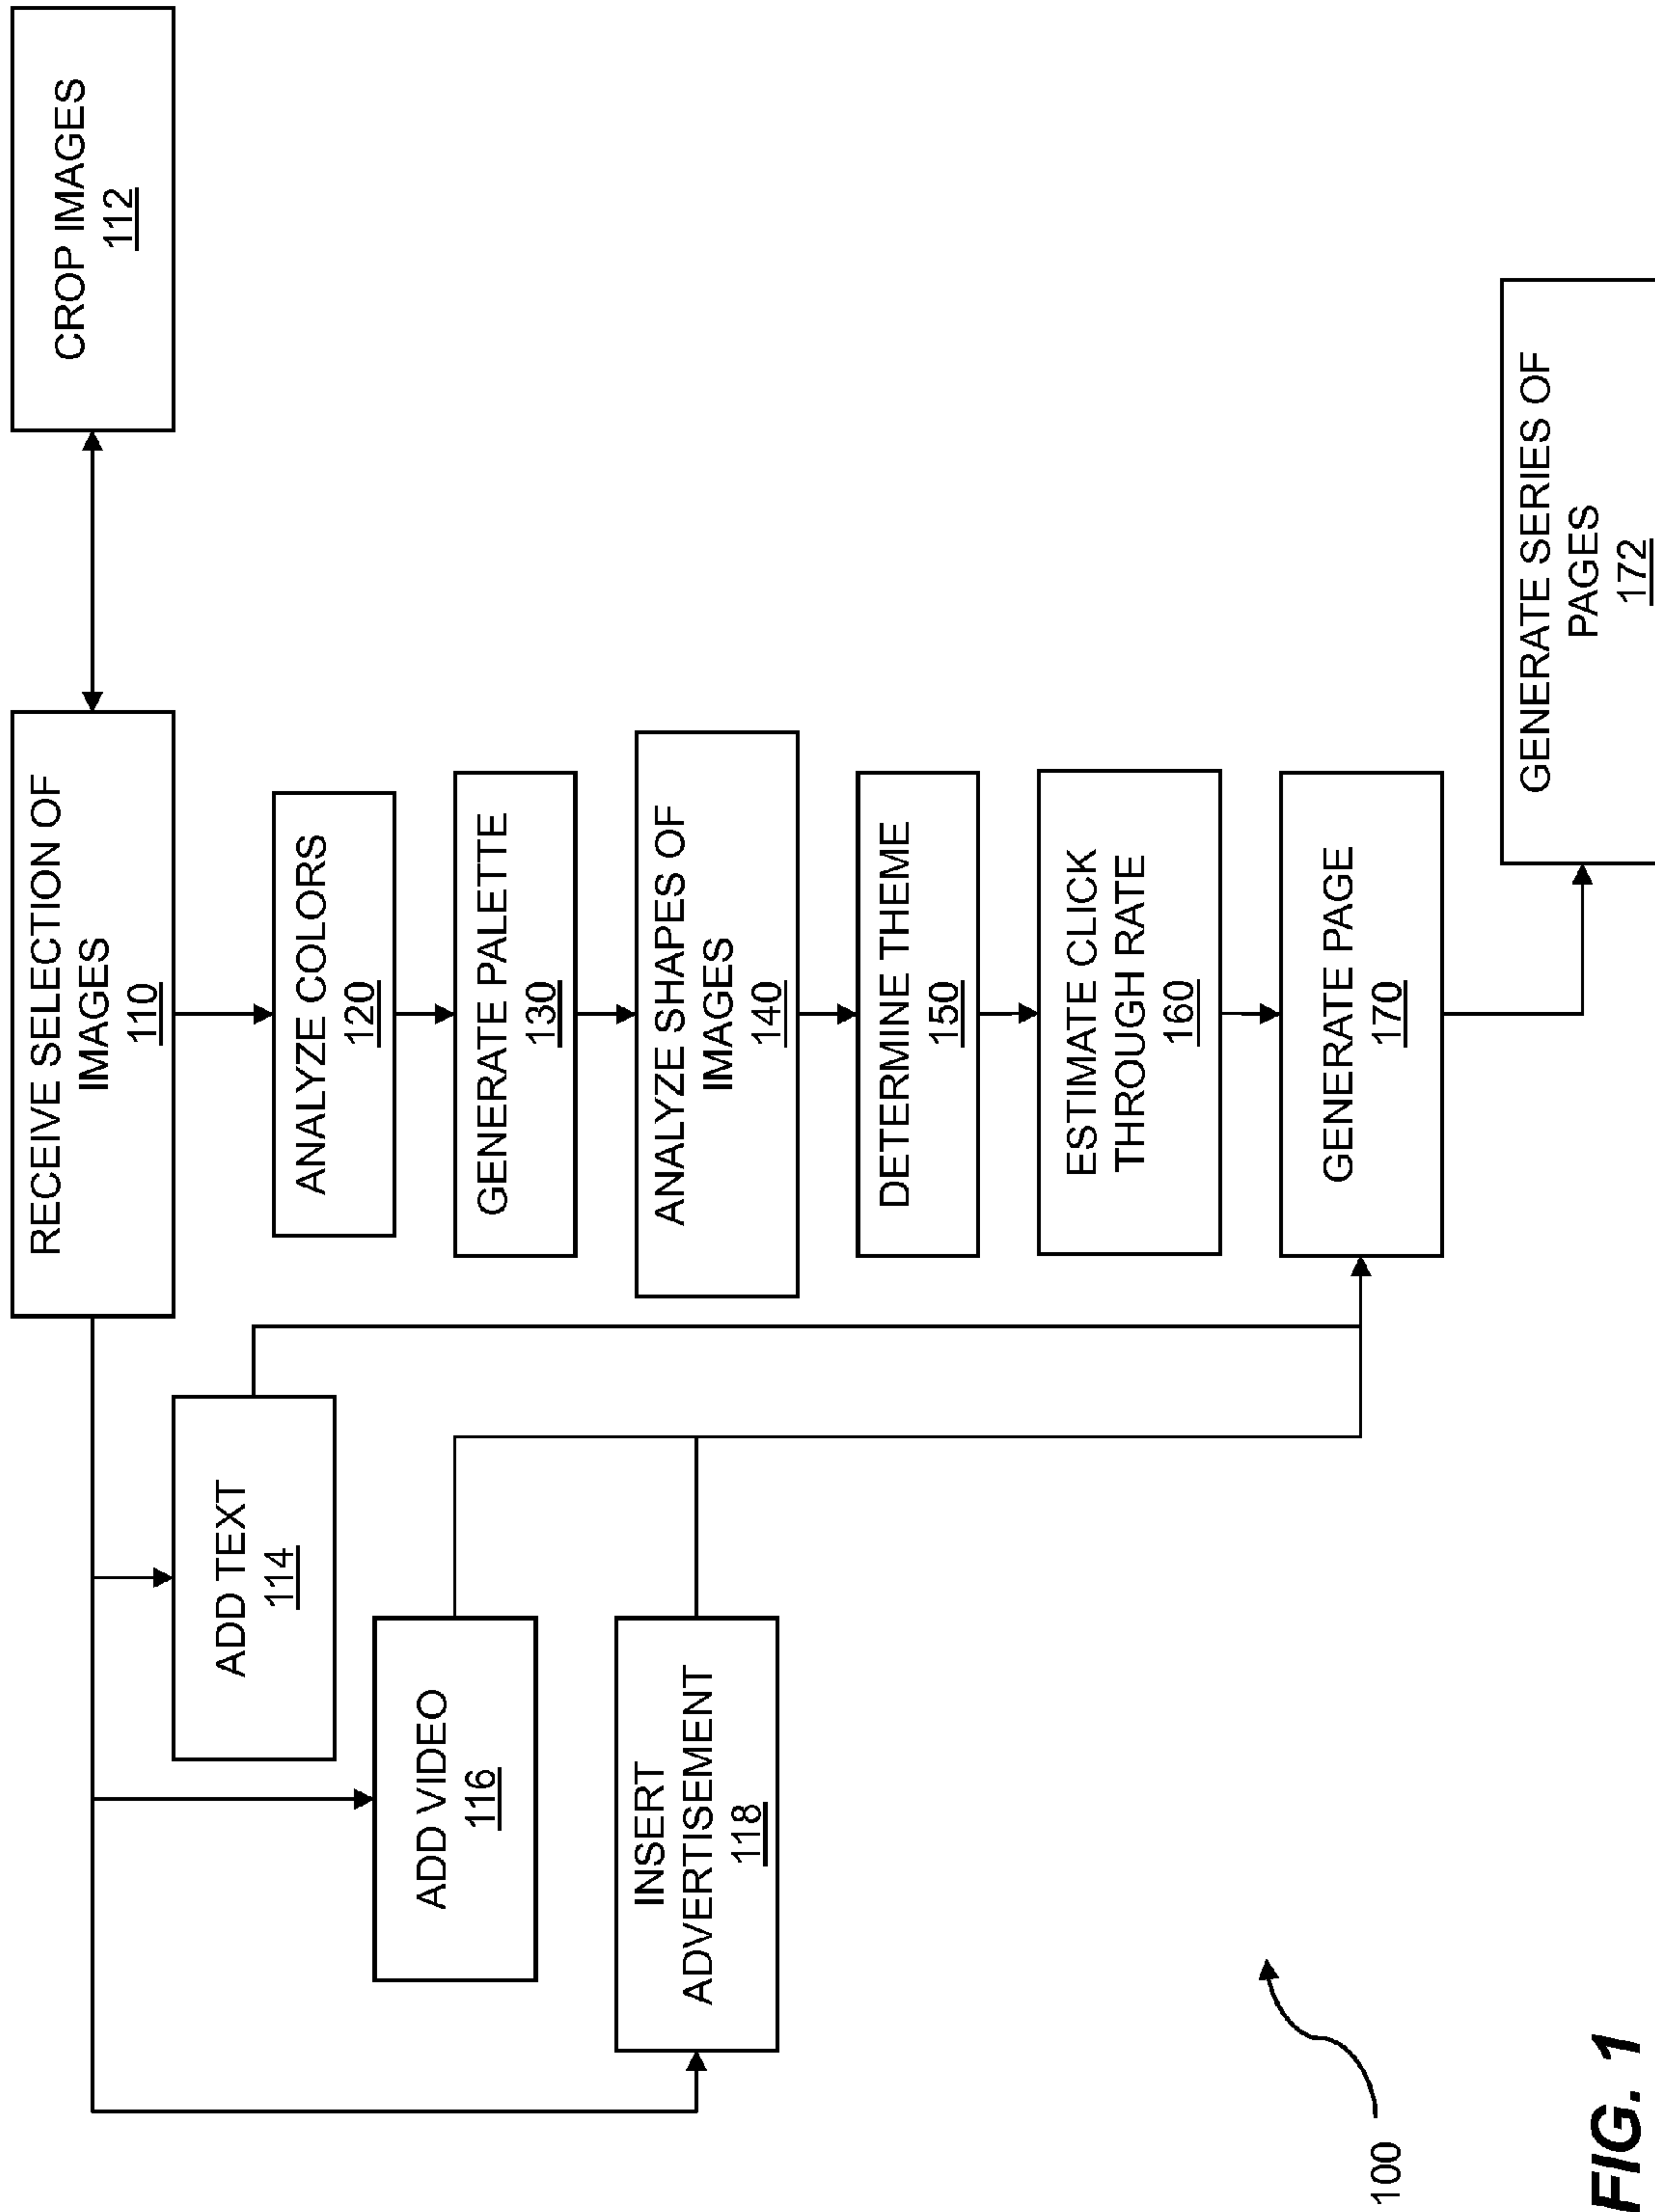 RECEIVE SELECTION OF
IMAGES
110
CROP IMAGES
112
ADD TEXT
114
ADD VIDEO
116
INSERT
ADVERTISEMENT
118
ANALYZE COLORS
120
GENERATE PALETTE
130
ANALYZE SHAPES OF
IMAGES
140
DETERMINE THEME
150
ESTIMATE CLICK
THROUGH RATE
160
GENERATE PAGE
170
GENERATE SERIES OF
PAGES
172
100
FIG. 1